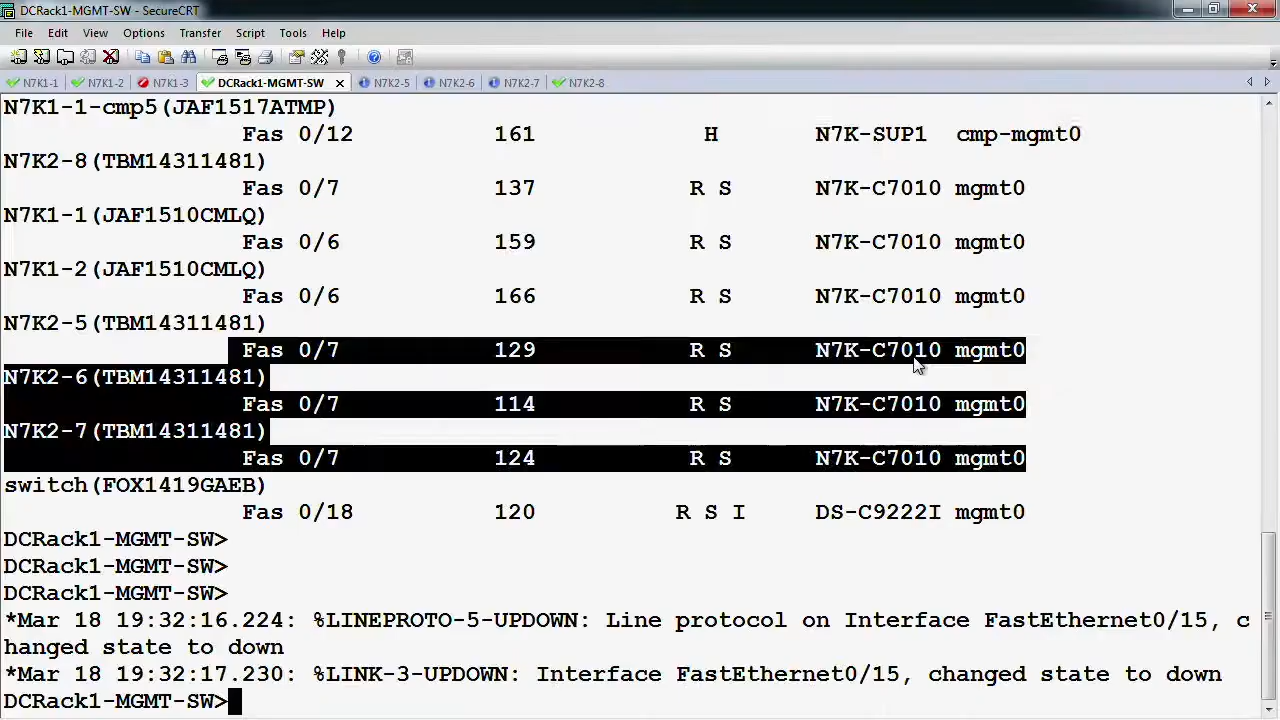 DCRack1-MGMT-SW - SecureCRT
File Edit View Options Transfer Script Tools Help
N7K1-1 N7K1-2 N7K1-3 DCRack1-MGMT-SW N7K2-5 N7K2-6 N7K2-7 N7K2-8
N7K1-1-cmp5(JAF1517ATMP)
Fas 0/12 161 H N7K-SUP1 cmp-mgmt0
N7K2-8(TBM14311481)
Fas 0/7 137 R S N7K-C7010 mgmt0
N7K1-1(JAF1510CMLQ)
Fas 0/6 159 R S N7K-C7010 mgmt0
N7K1-2(JAF1510CMLQ)
Fas 0/6 166 R S N7K-C7010 mgmt0
N7K2-5(TBM14311481)
Fas 0/7 129 R S N7K-C7010 mgmt0
N7K2-6(TBM14311481)
Fas 0/7 114 R S N7K-C7010 mgmt0
N7K2-7(TBM14311481)
Fas 0/7 124 R S N7K-C7010 mgmt0
switch(FOX1419GAEB)
Fas 0/18 120 R S I DS-C9222I mgmt0
DCRack1-MGMT-SW>
DCRack1-MGMT-SW>
DCRack1-MGMT-SW>
*Mar 18 19:32:16.224: %LINEPROTO-5-UPDOWN: Line protocol on Interface FastEthernet0/15, c
hanged state to down
*Mar 18 19:32:17.230: %LINK-3-UPDOWN: Interface FastEthernet0/15, changed state to down
DCRack1-MGMT-SW>